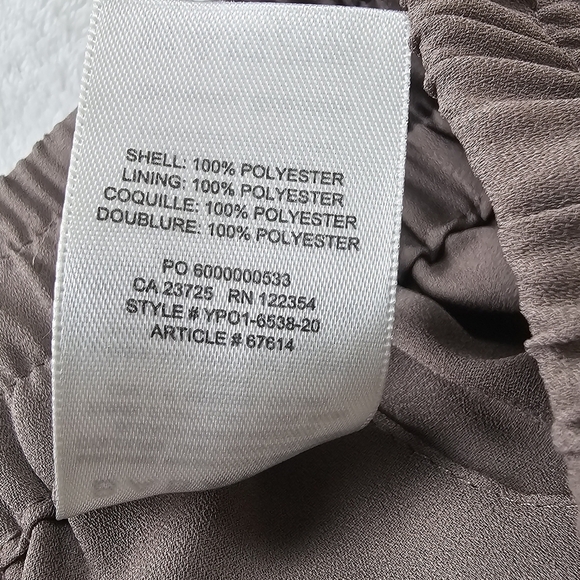 SHELL: 100% POLYESTER
LINING: 100% POLYESTER
COQUILLE: 100% POLYESTER
DOUBLURE: 100% POLYESTER
PO 6000000533
CA 23725 RN 122354
STYLE # YPO1-6538-20
ARTICLE # 67614